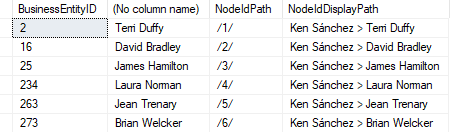 BusinessEntityID (No column name) NodeIdPath NodeIdDisplayPath
2 Terri Duffy /1/ Ken Sánchez > Terri Duffy
16 David Bradley /2/ Ken Sánchez > David Bradley
25 James Hamilton /3/ Ken Sánchez > James Hamilton
234 Laura Norman /4/ Ken Sánchez > Laura Norman
263 Jean Trenary /5/ Ken Sánchez > Jean Trenary
273 Brian Welcker /6/ Ken Sánchez > Brian Welcker